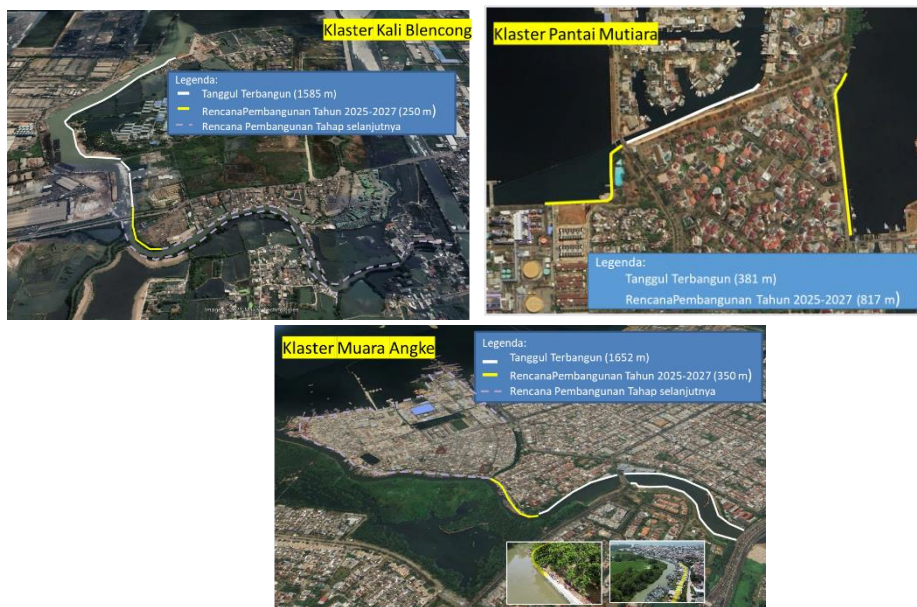 Klaster Kali Blencong
Legenda:
Tanggul Terbangun (1585 m)
RencanaPembangunan Tahun 2025-2027 (250 m)
Rencana Pembangunan Tahap selanjutnya
Klaster Pantai Mutiara
Legenda:
Tanggul Terbangun (381 m)
RencanaPembangunan Tahun 2025-2027 (817 m)
Klaster Muara Angke
Legenda:
Tanggul Terbangun (1652 m)
RencanaPembangunan Tahun 2025-2027 (350 m)
Rencana Pembangunan Tahap selanjutnya